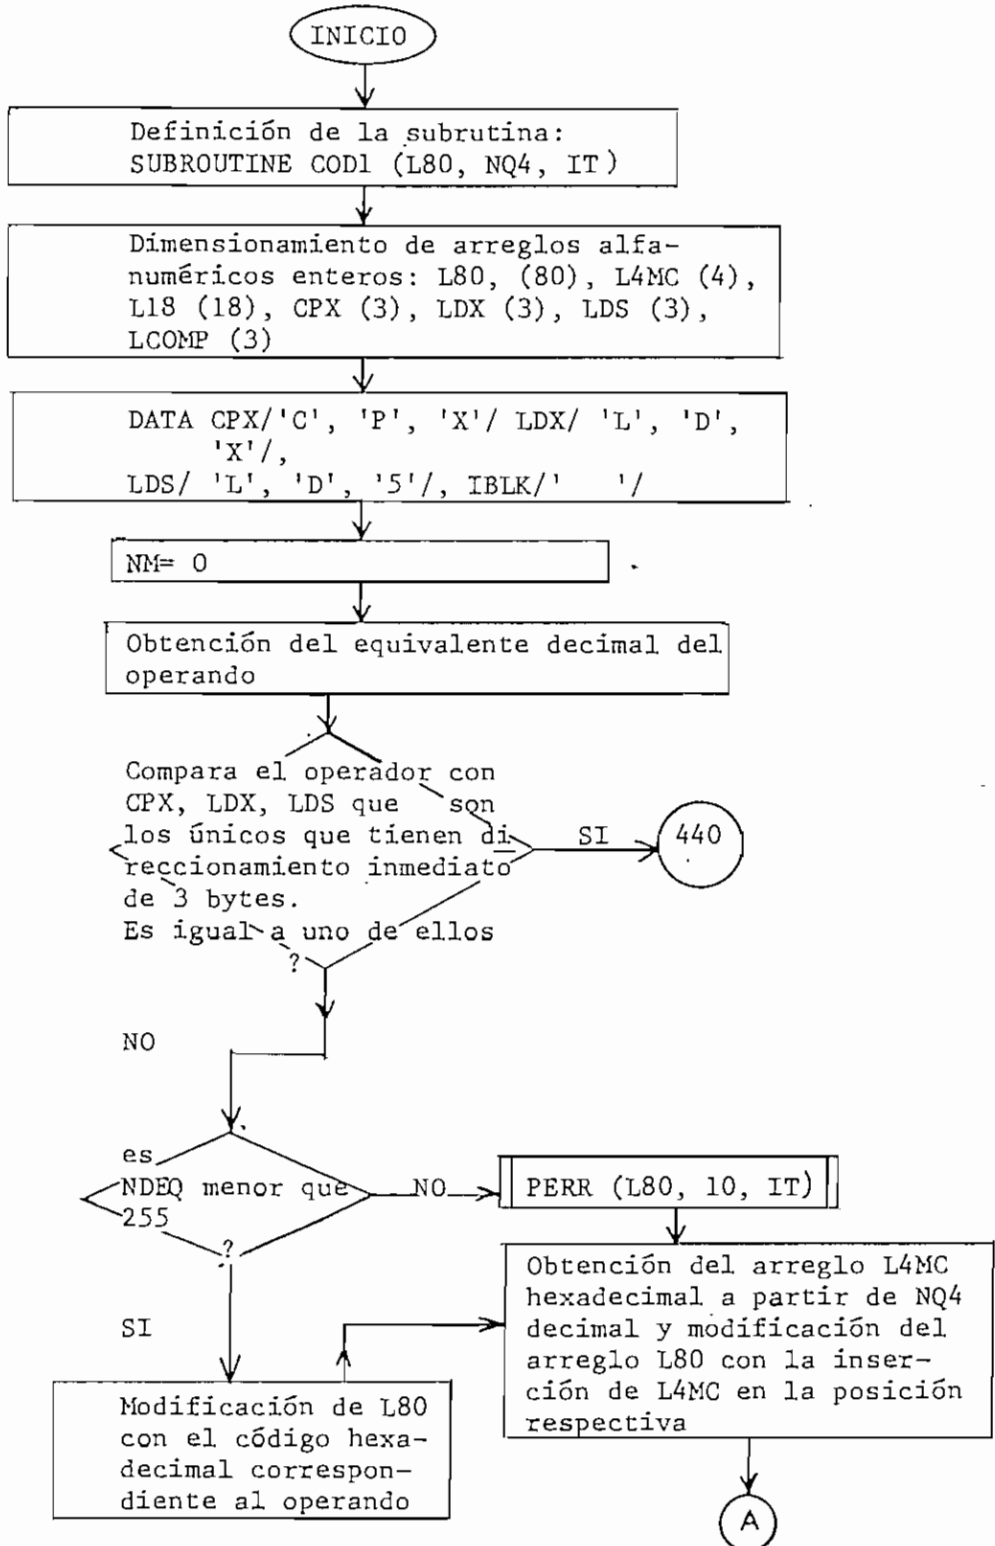 INICIO
Definición de la subrutina:
SUBROUTINE COD1 (L80, NQ4, IT)
Dimensionamiento de arreglos alfa-
numéricos enteros: L80, (80), L4MC (4),
L18 (18), CPX (3), LDX (3), LDS (3),
LCOMP (3)
DATA CPX/'C', 'P', 'X'/ LDX/ 'L', 'D',
'X'/,
LDS/ 'L', 'D', '5'/, IBLK/'   '/
NM= 0
Obtención del equivalente decimal del
operando
Compara el operador con
CPX, LDX, LDS que son
los únicos que tienen di
reccionamiento inmediato
de 3 bytes.
Es igual a uno de ellos
?
SI
440
NO
es
NDEQ menor que
255
?
NO
PERR (L80, 10, IT)
SI
Obtención del arreglo L4MC
hexadecimal a partir de NQ4
decimal y modificación del
arreglo L80 con la inser-
ción de L4MC en la posición
respectiva
Modificación de L80
con el código hexa-
decimal correspon-
diente al operando
A